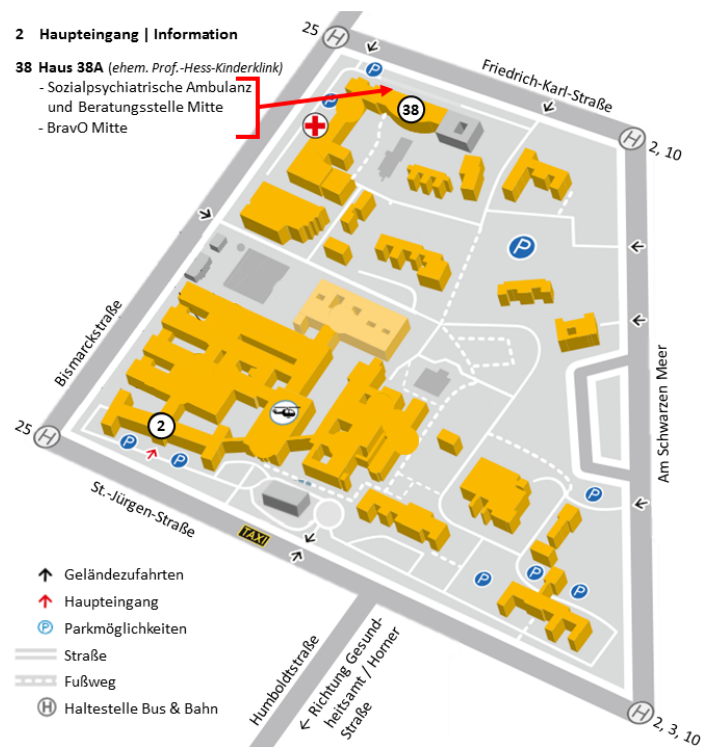 2 Haupteingang | Information
38 Haus 38A (ehem. Prof.-Hess-Kinderklink)
- Sozialpsychiatrische Ambulanz
und Beratungsstelle Mitte
- BravO Mitte
25 H
Friedrich-Karl-Straße
P
P
38
H 2, 10
P
Bismarckstraße
Am Schwarzen Meer
2
25 H
P
P
P
St.-Jürgen-Straße
TAXI
P
P
P
Geländezufahrten
Haupteingang
P Parkmöglichkeiten
Straße
Fußweg
H Haltestelle Bus & Bahn
Humboldtstraße
← Richtung Gesund-
heitsamt / Horner
Straße
H 2, 3, 10